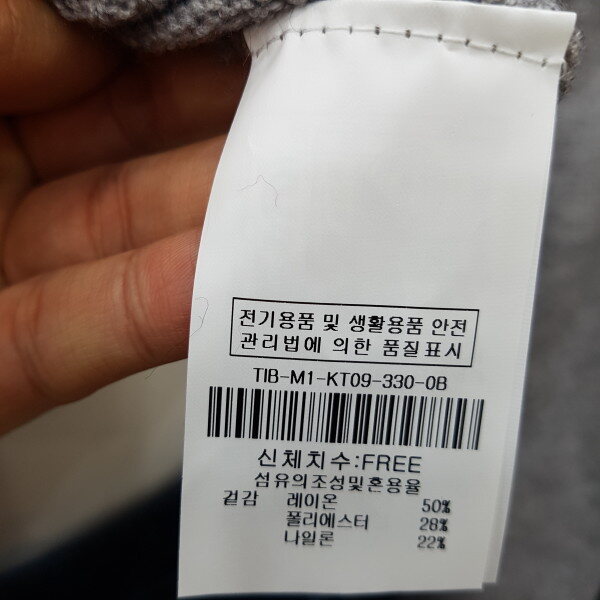 전기용품 및 생활용품 안전
관리법에 의한 품질표시
TIB-M1-KT09-330-0B
신체치수:FREE
섬유의조성및혼용율
겉감 레이온 50%
폴리에스터 28%
나일론 22%